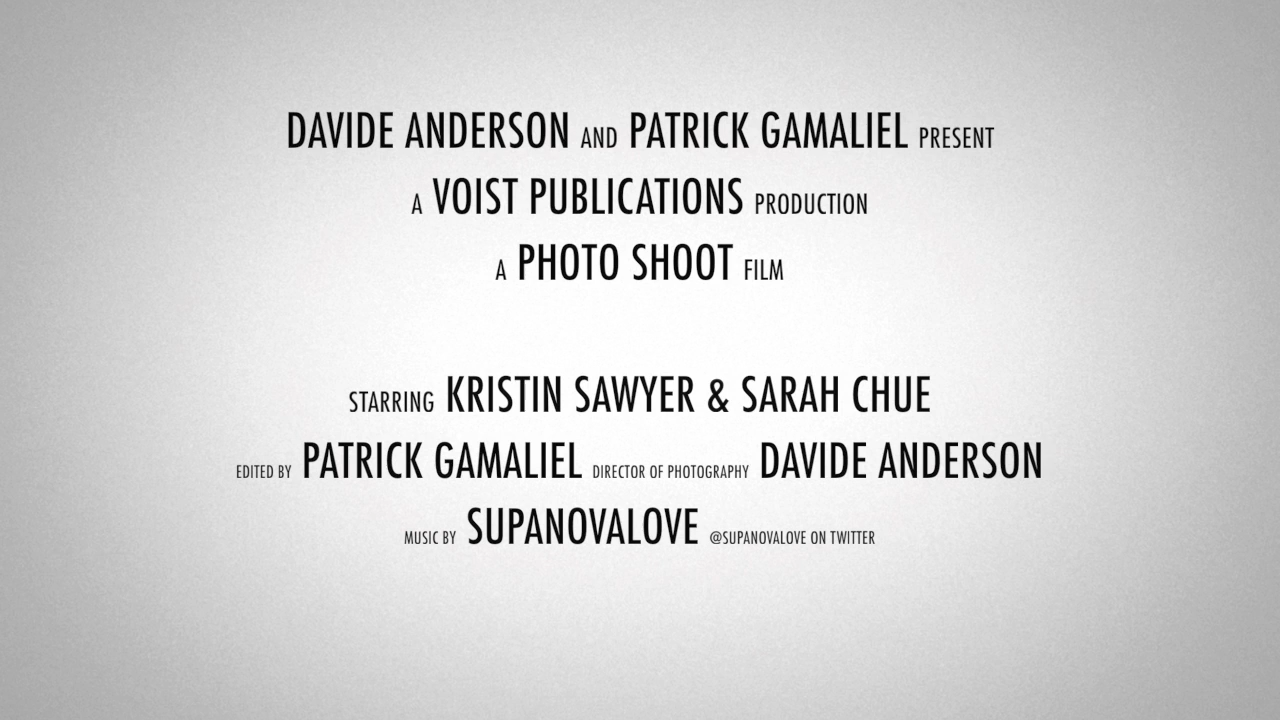 DAVIDE ANDERSON AND PATRICK GAMALIEL PRESENT
A VOIST PUBLICATIONS PRODUCTION
A PHOTO SHOOT FILM
STARRING KRISTIN SAWYER & SARAH CHUE
EDITED BY PATRICK GAMALIEL DIRECTOR OF PHOTOGRAPHY DAVIDE ANDERSON
MUSIC BY SUPANOVALOVE @SUPANOVALOVE ON TWITTER